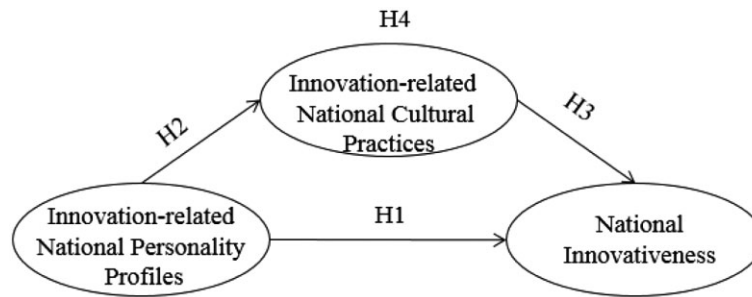 H4
Innovation-related
National Cultural
Practices
H2
H3
Innovation-related
National Personality
Profiles
H1
National
Innovativeness